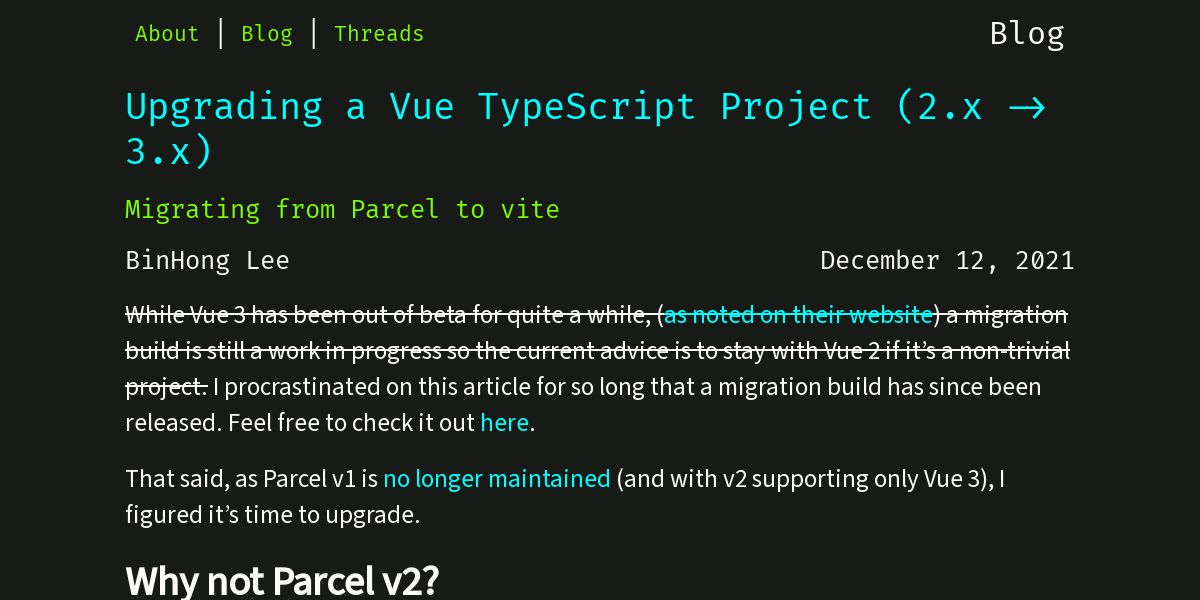 About | Blog | Threads
Blog
Upgrading a Vue TypeScript Project (2.x ->
3.x)
Migrating from Parcel to vite
BinHong Lee
December 12, 2021
While Vue 3 has been out of beta for quite a while, (as noted on their website) a migration
build is still a work in progress so the current advice is to stay with Vue 2 if it’s a non-trivial
project. I procrastinated on this article for so long that a migration build has since been
released. Feel free to check it out here.
That said, as Parcel v1 is no longer maintained (and with v2 supporting only Vue 3), I
figured it’s time to upgrade.
Why not Parcel v2?